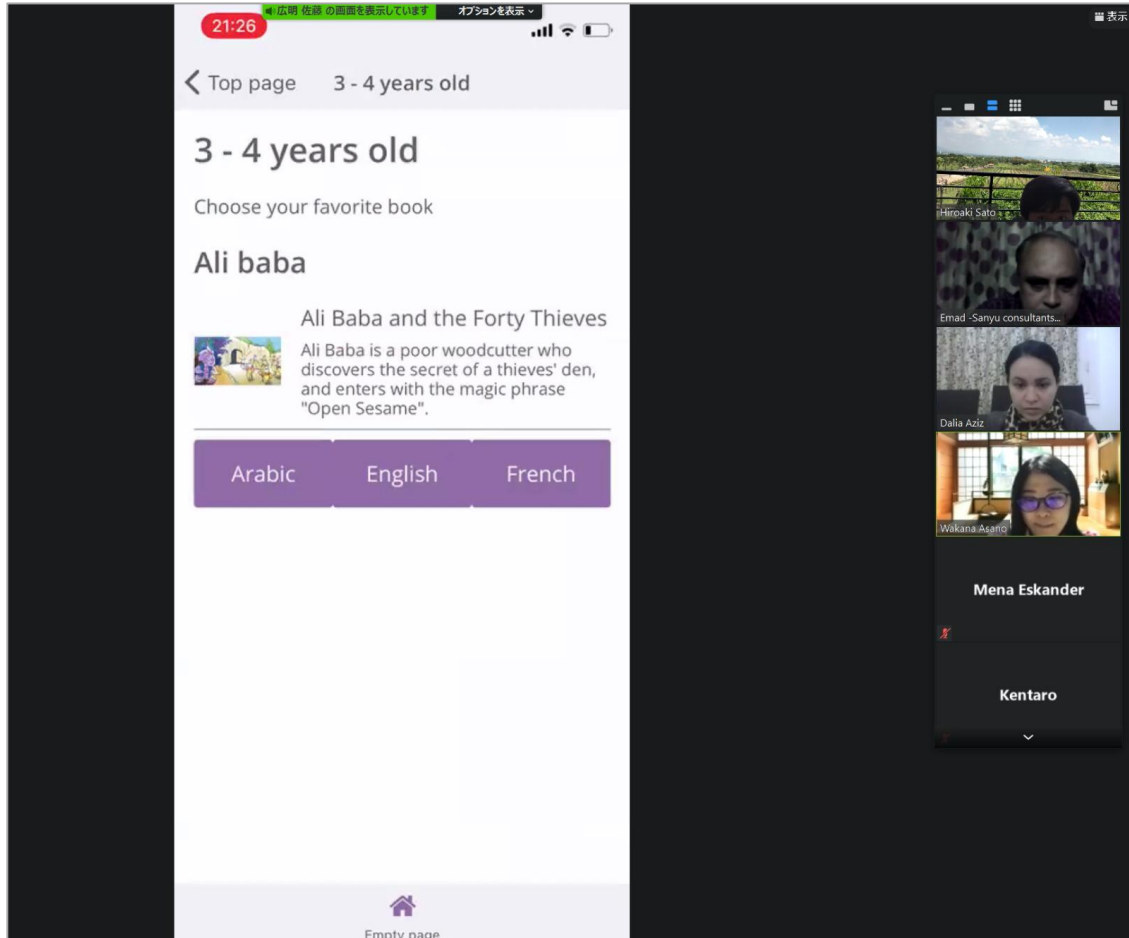 広明 佐藤 の画面を表示しています
オプションを表示
表示
21:26
Top page
3 - 4 years old
3 - 4 years old
Choose your favorite book
Ali baba
Ali Baba and the Forty Thieves
Ali Baba is a poor woodcutter who
discovers the secret of a thieves' den,
and enters with the magic phrase
"Open Sesame".
Arabic
English
French
Empty page
Hiroaki Sato
Emad -Sanyu consultants...
Dalia Aziz
Wakana Asano
Mena Eskander
Kentaro